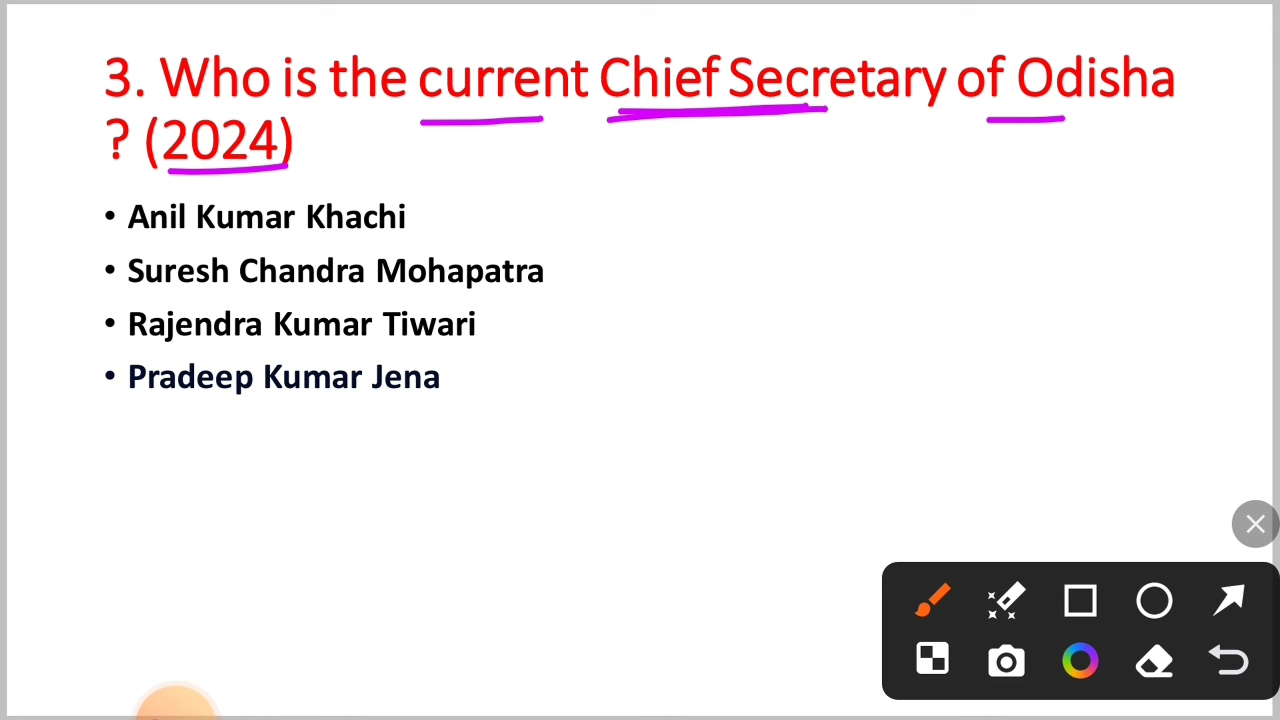 3. Who is the current Chief Secretary of Odisha
? (2024)
• Anil Kumar Khachi
• Suresh Chandra Mohapatra
• Rajendra Kumar Tiwari
• Pradeep Kumar Jena